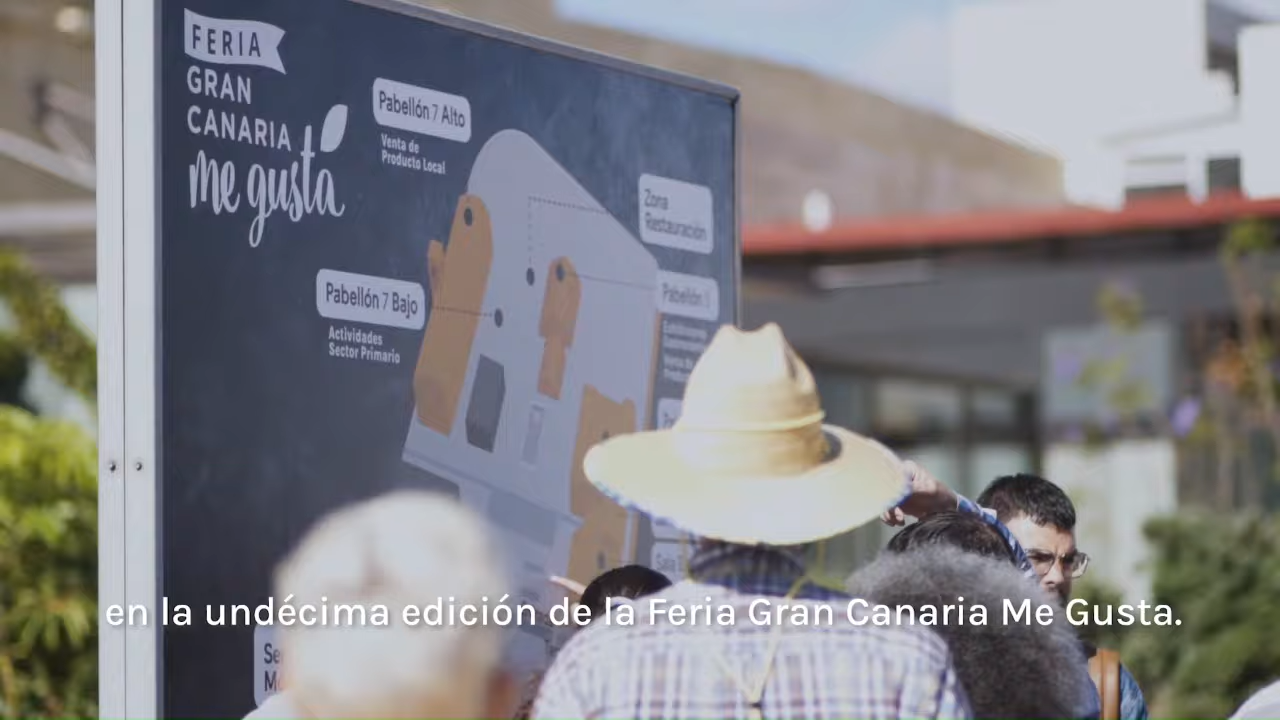 FERIA
GRAN
CANARIA
me gusta
Pabellón 7 Alto
Venta de
Producto Local
Zona
Restauración
Pabellón 7 Bajo
Actividades
Sector Primario
Pabellón
en la undécima edición de la Feria Gran Canaria Me Gusta.